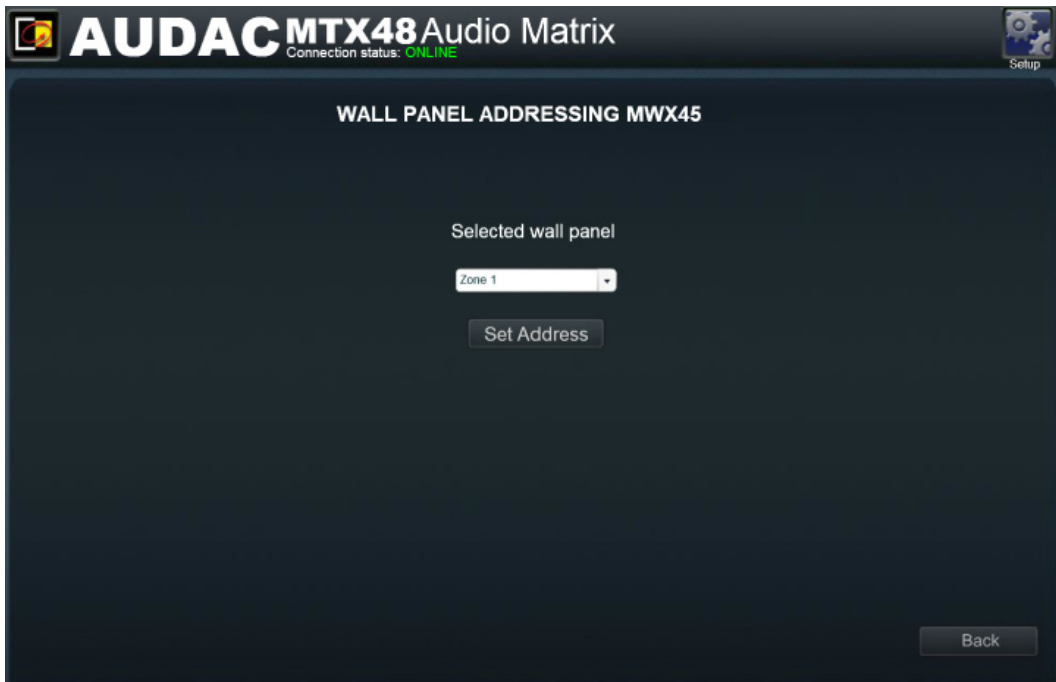 AUDAC MTX48 Audio Matrix
Connection status: ONLINE
Setup
WALL PANEL ADDRESSING MWX45
Selected wall panel
Zone 1
Set Address
Back